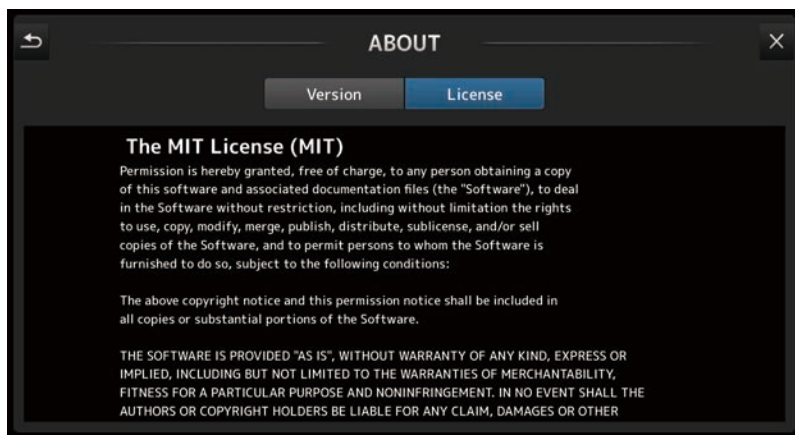 ABOUT
Version
License
The MIT License (MIT)
Permission is hereby granted, free of charge, to any person obtaining a copy
of this software and associated documentation files (the "Software"), to deal
in the Software without restriction, including without limitation the rights
to use, copy, modify, merge, publish, distribute, sublicense, and/or sell
copies of the Software, and to permit persons to whom the Software is
furnished to do so, subject to the following conditions:
The above copyright notice and this permission notice shall be included in
all copies or substantial portions of the Software.
THE SOFTWARE IS PROVIDED "AS IS", WITHOUT WARRANTY OF ANY KIND, EXPRESS OR
IMPLIED, INCLUDING BUT NOT LIMITED TO THE WARRANTIES OF MERCHANTABILITY,
FITNESS FOR A PARTICULAR PURPOSE AND NONINFRINGEMENT. IN NO EVENT SHALL THE
AUTHORS OR COPYRIGHT HOLDERS BE LIABLE FOR ANY CLAIM, DAMAGES OR OTHER